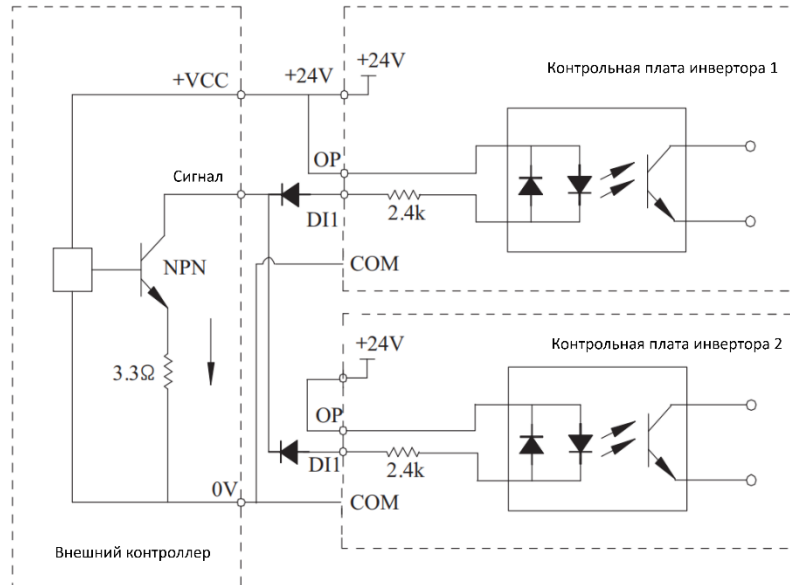 +24V
Контрольная плата инвертора 1
+VCC
+24V
OP
Сигнал
DI1
2.4k
NPN
COM
+24V
Контрольная плата инвертора 2
3.3Ω
OP
DI1
2.4k
0V
COM
Внешний контроллер